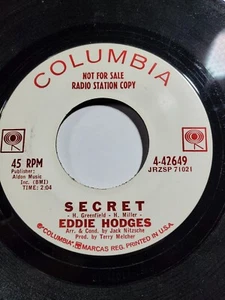 COLUMBIA
NOT FOR SALE
RADIO STATION COPY
45 RPM
Publisher:
Aldon Music
Inc (BMI)
TIME: 2:04
4-42649
JRZSP 71021
SECRET
- H. Greenfield - N. Miller -
EDDIE HODGES
Arr. & Cond. by Jack Nitzsche
Prod. by Terry Melcher
® "COLUMBIA", MARCAS REG. PRINTED IN U.S.A.